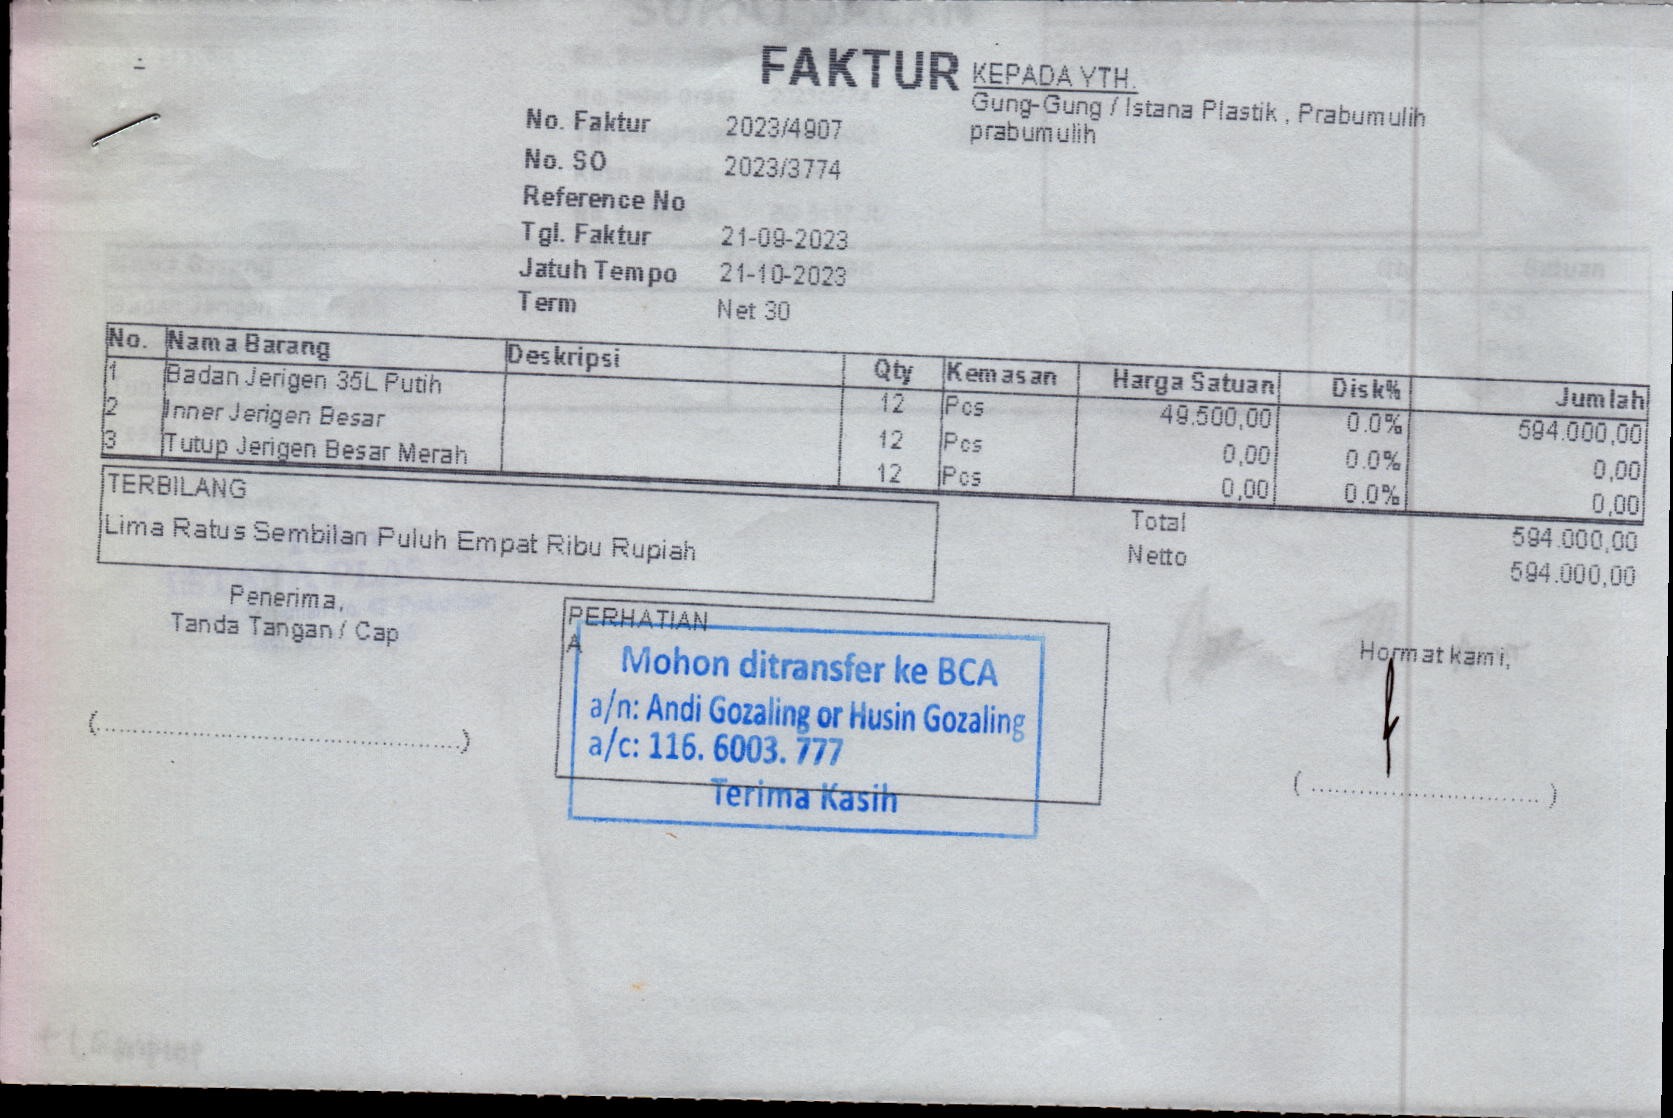 FAKTUR
KEPADA YTH.
Gung-Gung / Istana Plastik , Prabumulih
prabumulih
No. Faktur 2023/4907
No. SO 2023/3774
Reference No
Tgl. Faktur 21-09-2023
Jatuh Tempo 21-10-2023
Term Net 30
No. Nama Barang Deskripsi Qty Kemasan Harga Satuan Disk% Jumlah
1 Badan Jerigen 35L Putih 12 Pcs 49.500,00 0.0% 594.000,00
2 Inner Jerigen Besar 12 Pcs 0,00 0.0% 0,00
3 Tutup Jerigen Besar Merah 12 Pcs 0,00 0.0% 0,00
TERBILANG
Lima Ratus Sembilan Puluh Empat Ribu Rupiah
Total 594.000,00
Netto 594.000,00
Penerima,
Tanda Tangan / Cap
(....................................................)
PERHATIAN
A
Mohon ditransfer ke BCA
a/n: Andi Gozaling or Husin Gozaling
a/c: 116. 6003. 777
Terima Kasih
Hormat kami,
(.................................)